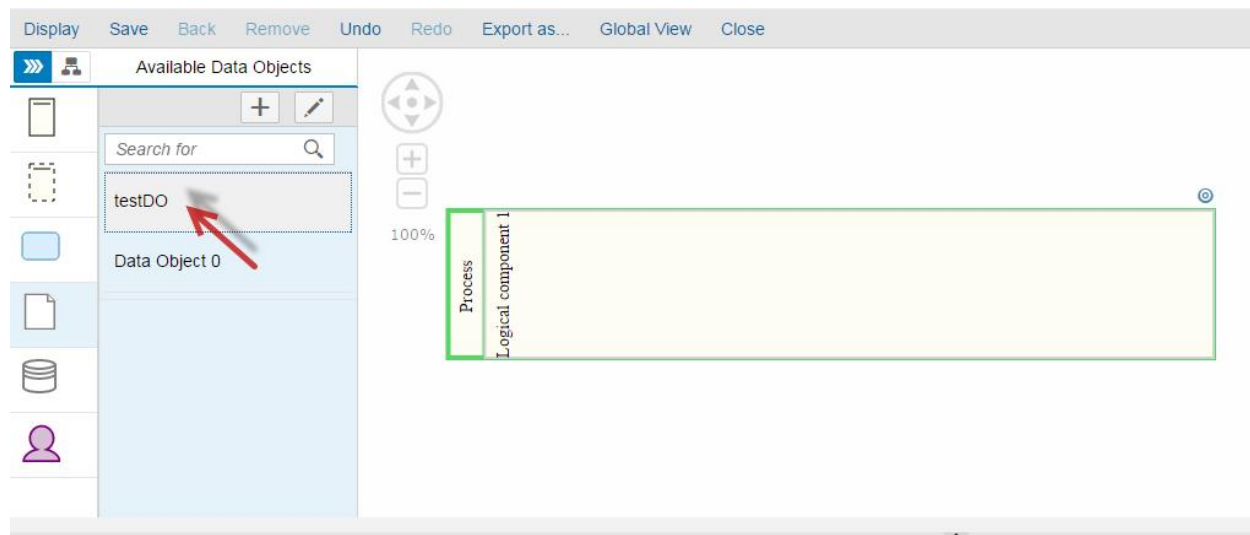 Display Save Back Remove Undo Redo Export as... Global View Close
Available Data Objects
Search for
testDO
Data Object 0
100%
Process
Logical component 1